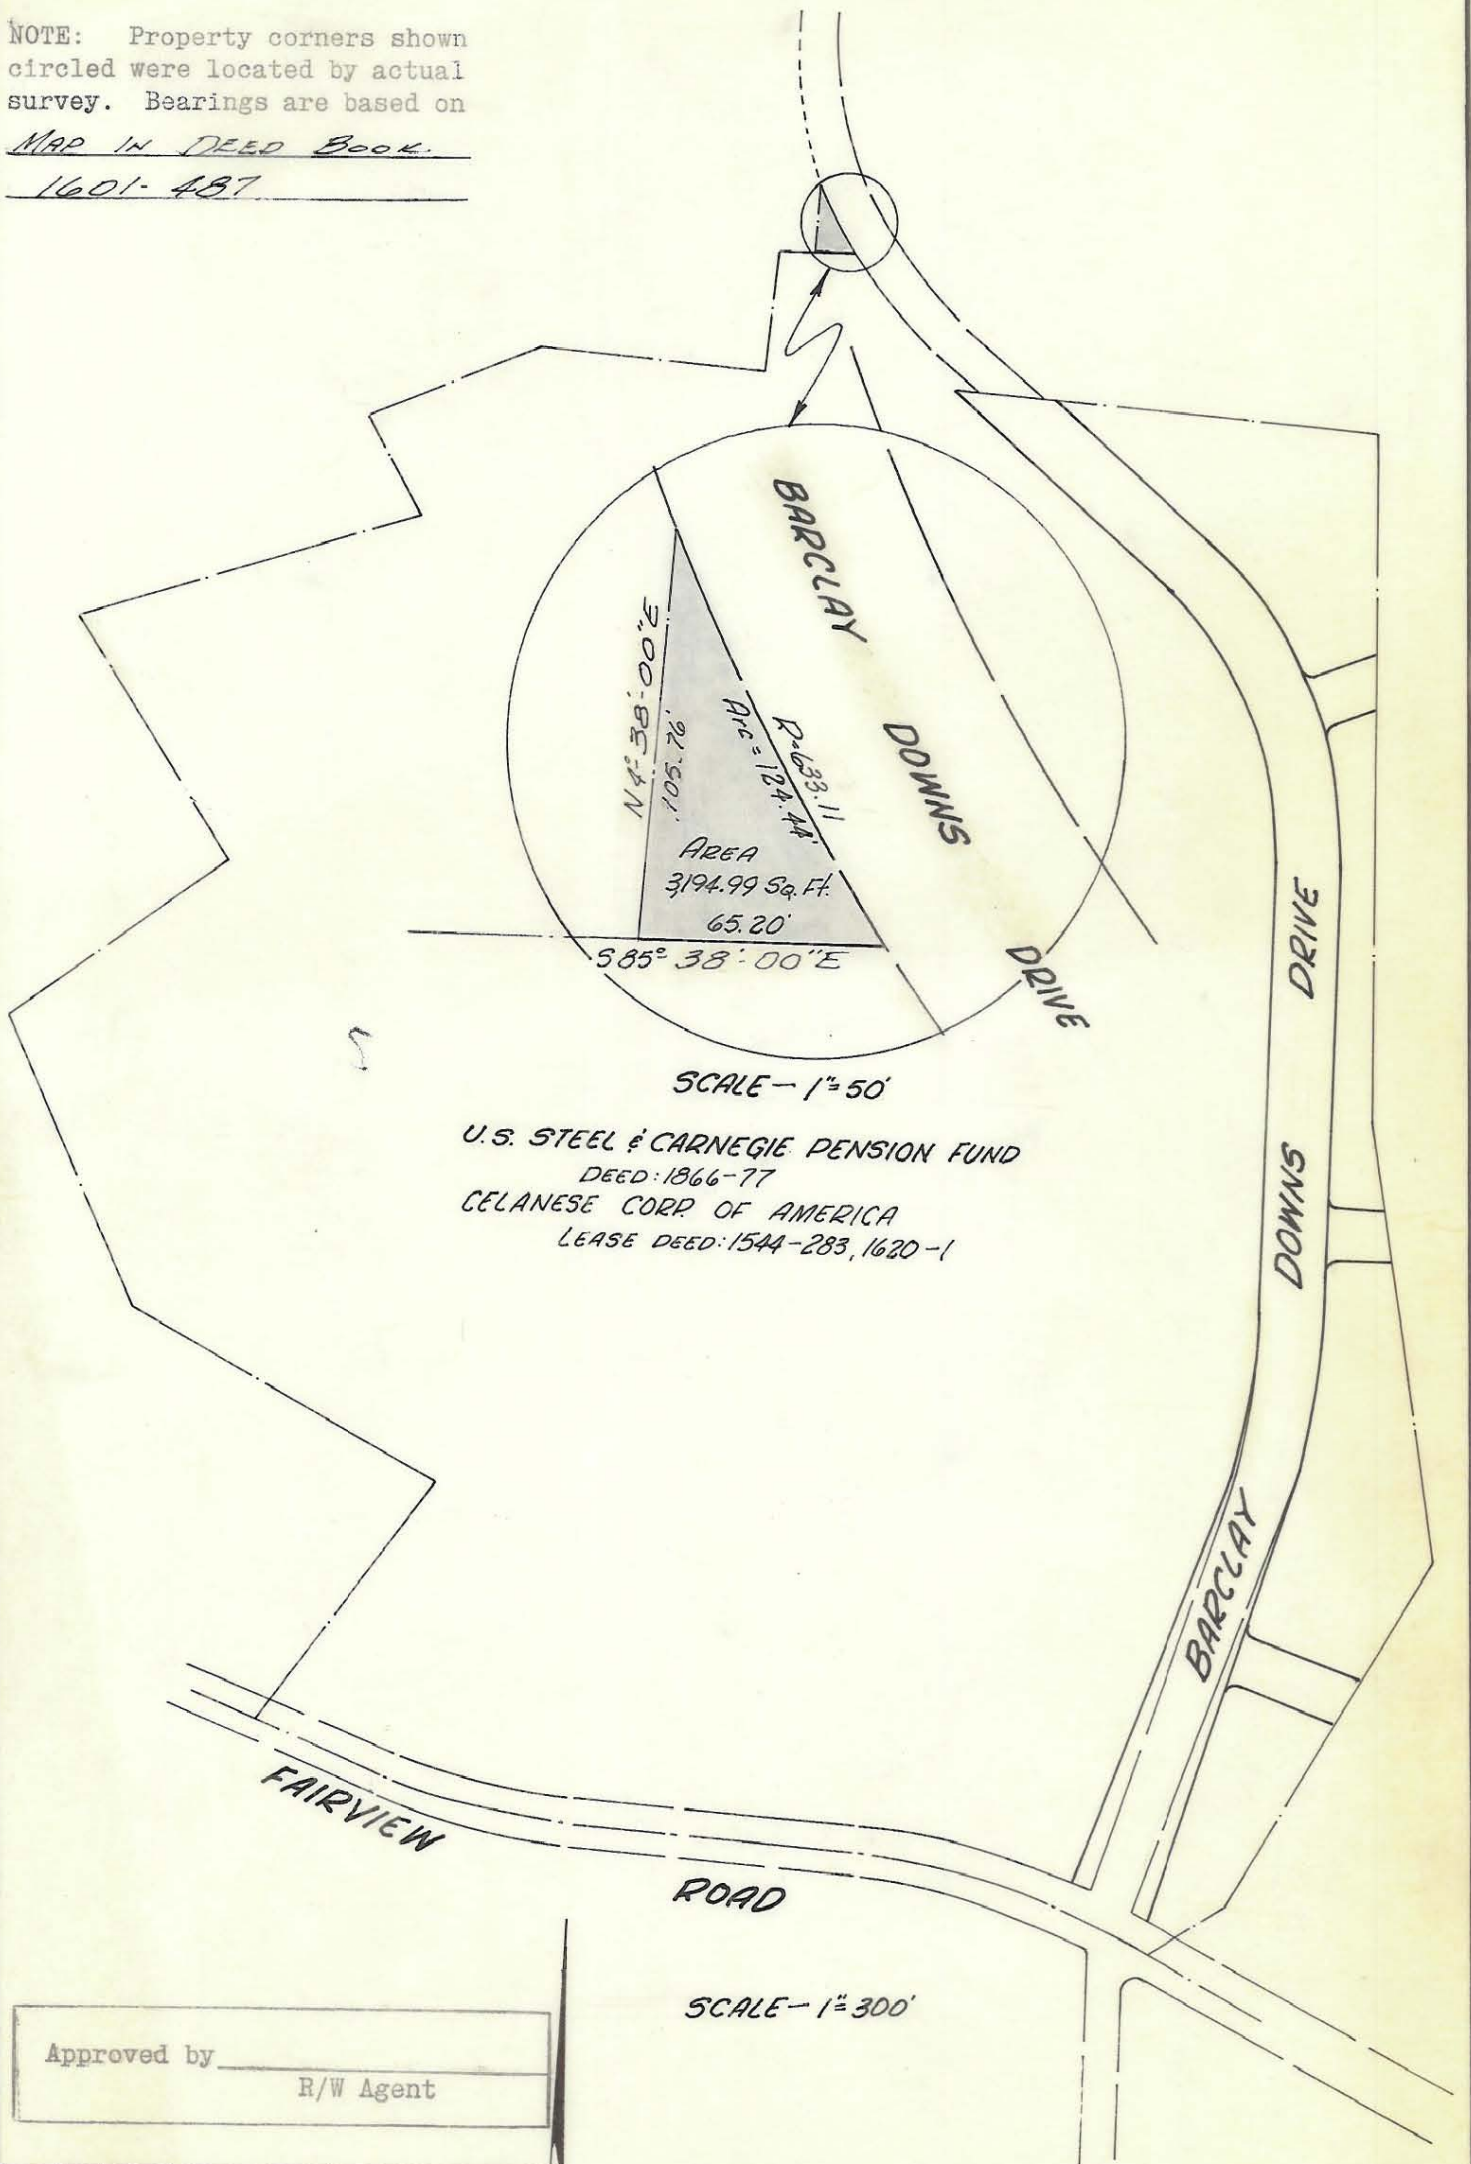 NOTE: Property corners shown
circled were located by actual
survey. Bearings are based on
MAP IN DEED BOOK.
1601-487
BARCLAY
DOWNS
DRIVE
N4°-38'-00"E
105.76'
R=633.11
Arc = 124.44'
AREA
3,194.99 Sq. Ft.
65.20'
S85°-38'-00"E
SCALE - 1"=50'
U.S. STEEL & CARNEGIE PENSION FUND
DEED: 1866-77
CELANESE CORP. OF AMERICA
LEASE DEED: 1544-283, 1620-1
BARCLAY
DOWNS
DRIVE
FAIRVIEW
ROAD
SCALE - 1"=300'
Approved by
R/W Agent